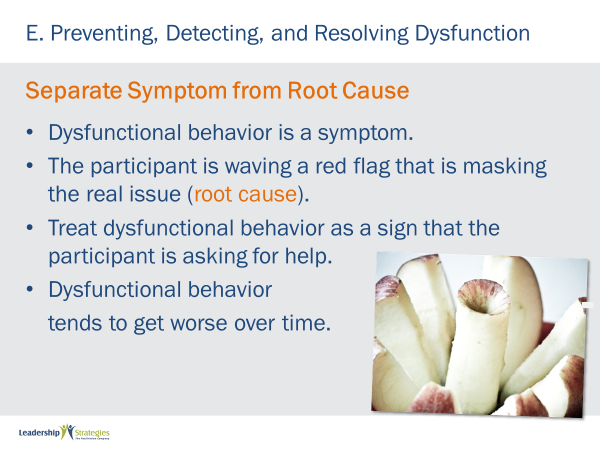 E. Preventing, Detecting, and Resolving Dysfunction
Separate Symptom from Root Cause
• Dysfunctional behavior is a symptom.
• The participant is waving a red flag that is masking
the real issue (root cause).
• Treat dysfunctional behavior as a sign that the
participant is asking for help.
• Dysfunctional behavior
tends to get worse over time.
Leadership Strategies
The Facilitation Company